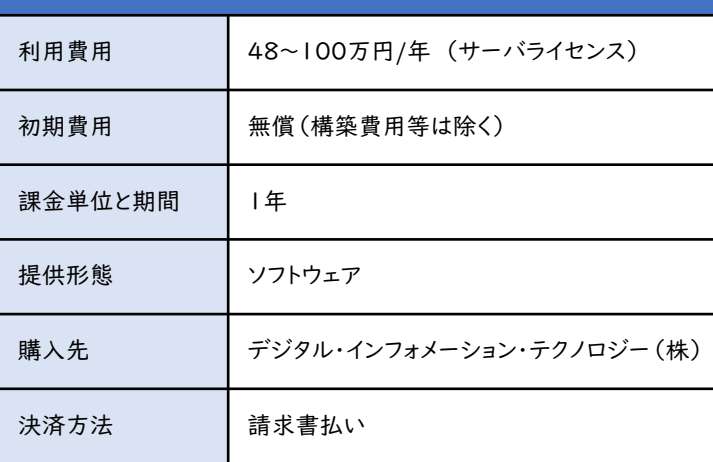 利用費用 48～100万円/年 （サーバライセンス）
初期費用 無償（構築費用等は除く）
課金単位と期間 1年
提供形態 ソフトウェア
購入先 デジタル・インフォメーション・テクノロジー（株）
決済方法 請求書払い